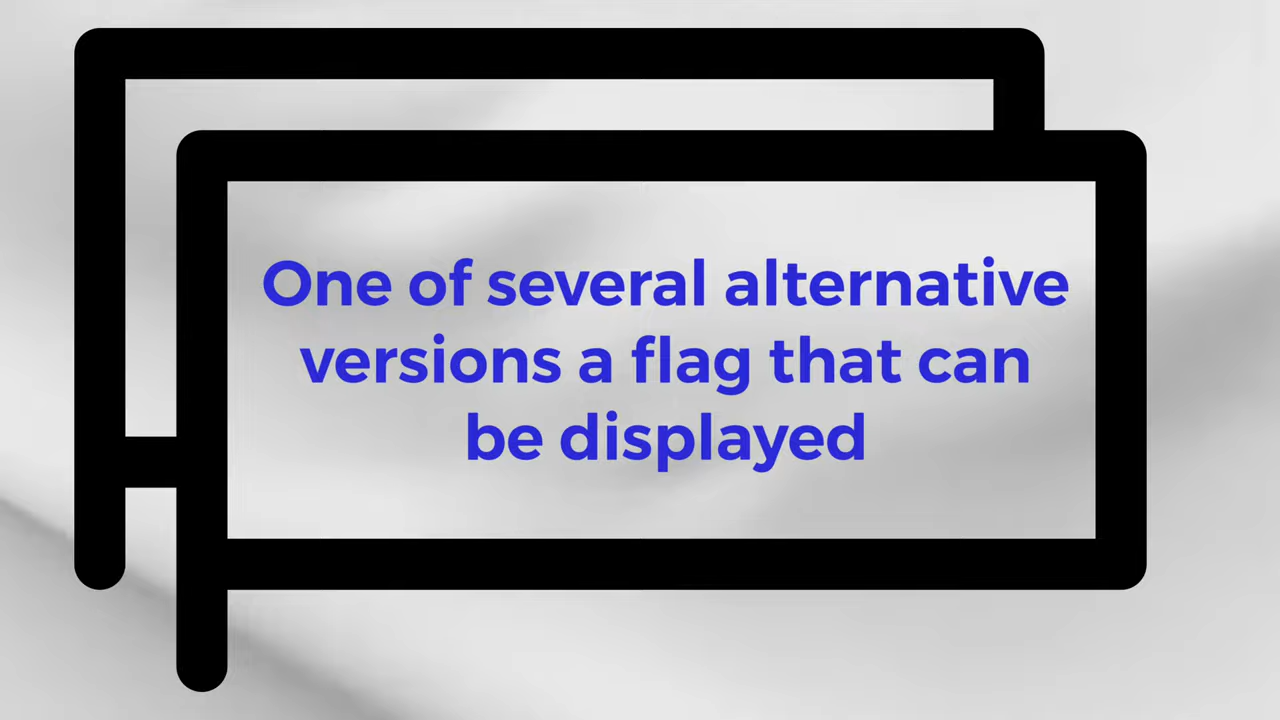 One of several alternative
versions a flag that can
be displayed